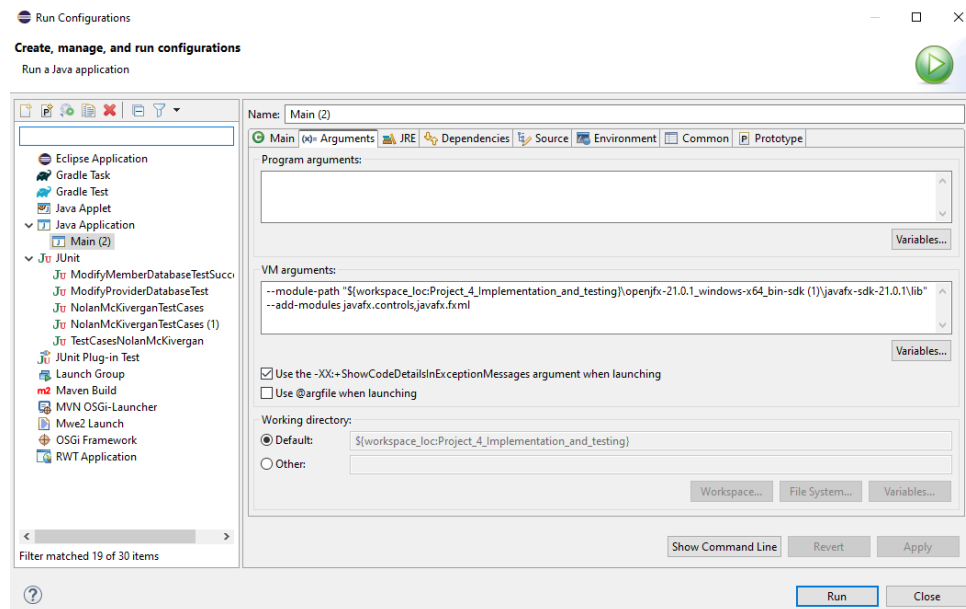 Run Configurations
Create, manage, and run configurations
Run a Java application
Name: Main (2)
Main (x)= Arguments JRE Dependencies Source Environment Common P Prototype
Eclipse Application
Gradle Task
Gradle Test
Java Applet
Java Application
Main (2)
JUnit
ModifyMemberDatabaseTestSucc
ModifyProviderDatabaseTest
NolanMcKiverganTestCases
NolanMcKiverganTestCases (1)
TestCasesNolanMcKivergan
JUnit Plug-in Test
Launch Group
m2 Maven Build
MVN OSGi-Launcher
Mwe2 Launch
OSGi Framework
RWT Application
Filter matched 19 of 30 items
Program arguments:
Variables...
VM arguments:
--module-path "${workspace_loc:Project_4_Implementation_and_testing}\openjfx-21.0.1_windows-x64_bin-sdk (1)\javafx-sdk-21.0.1\lib"
--add-modules javafx.controls,javafx.fxml
Variables...
Use the -XX:+ShowCodeDetailsInExceptionMessages argument when launching
Use @argfile when launching
Working directory:
Default: ${workspace_loc:Project_4_Implementation_and_testing}
Other:
Workspace... File System... Variables...
Show Command Line Revert Apply
? Run Close